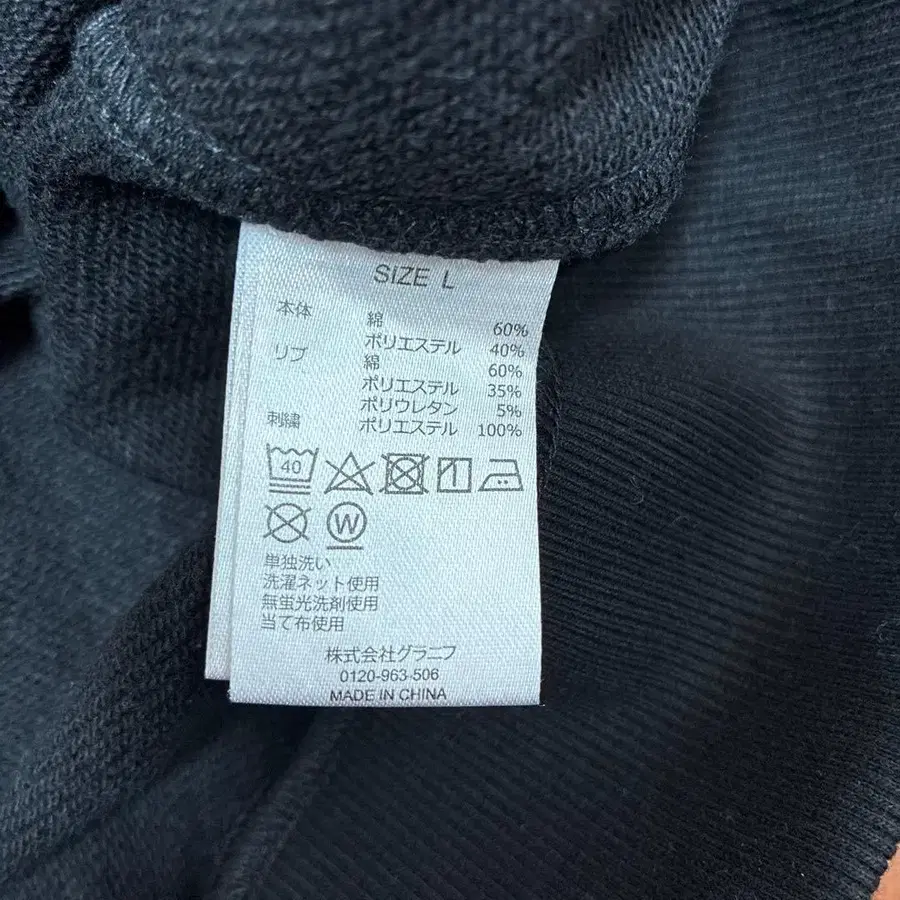 SIZE L
本体 綿 60%
ポリエステル 40%
リブ 綿 60%
ポリエステル 35%
ポリウレタン 5%
刺繍 ポリエステル 100%
40
W
単独洗い
洗濯ネット使用
無蛍光洗剤使用
当て布使用
株式会社グラニフ
0120-963-506
MADE IN CHINA